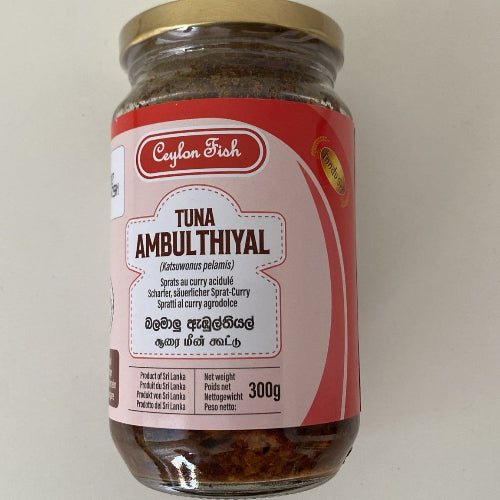 Ceylon Fish
TUNA
AMBULTHIYAL
(Katsuwonus pelamis)
Sprats au curry acidulé
Scharfer, säuerlicher Sprat-Curry
Spratti al curry agrodolce
බලමාලු ඇඹුල්තියල්
சூரை மீன் கூட்டு
Product of Sri Lanka
Produit du Sri Lanka
Produkt von Sri Lanka
Prodotto del Sri Lanka
Net weight
Poids net
Nettogewicht
Peso netto:
300g